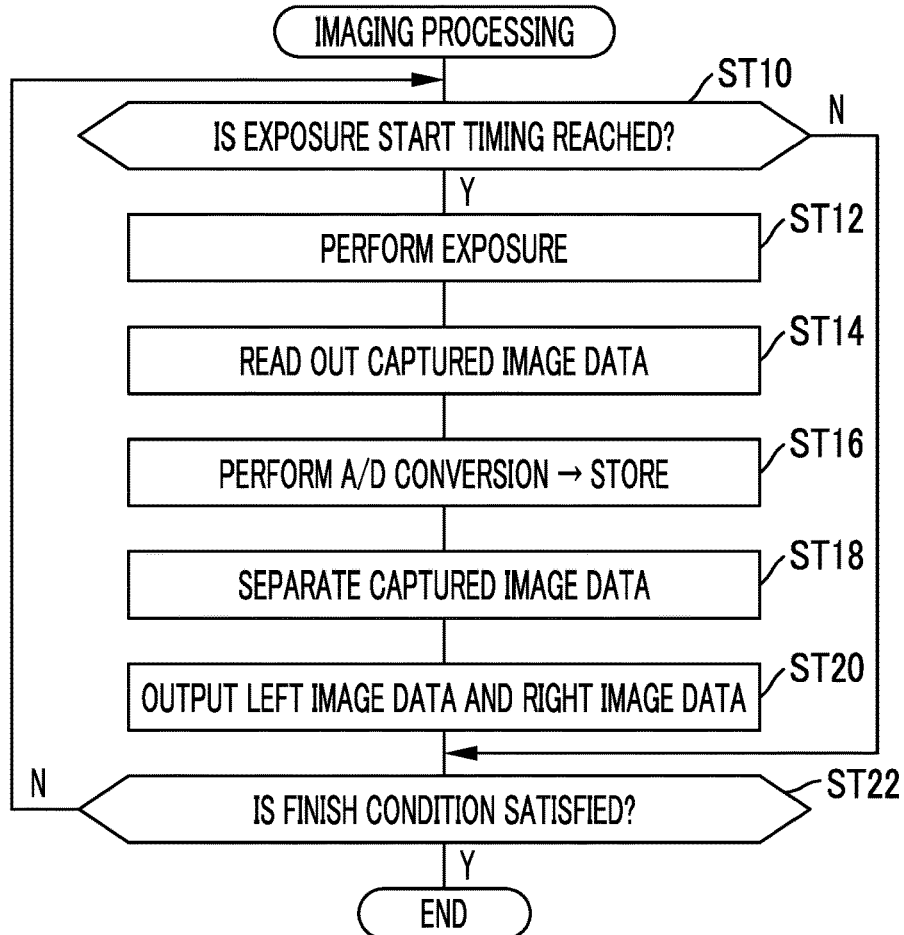 IMAGING PROCESSING
ST10
IS EXPOSURE START TIMING REACHED?
N
Y
ST12
PERFORM EXPOSURE
ST14
READ OUT CAPTURED IMAGE DATA
ST16
PERFORM A/D CONVERSION → STORE
ST18
SEPARATE CAPTURED IMAGE DATA
ST20
OUTPUT LEFT IMAGE DATA AND RIGHT IMAGE DATA
N
ST22
IS FINISH CONDITION SATISFIED?
Y
END